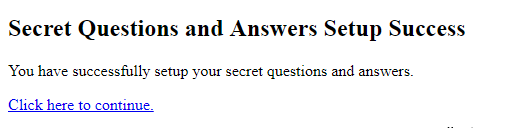 Secret Questions and Answers Setup Success
You have successfully setup your secret questions and answers.
Click here to continue.